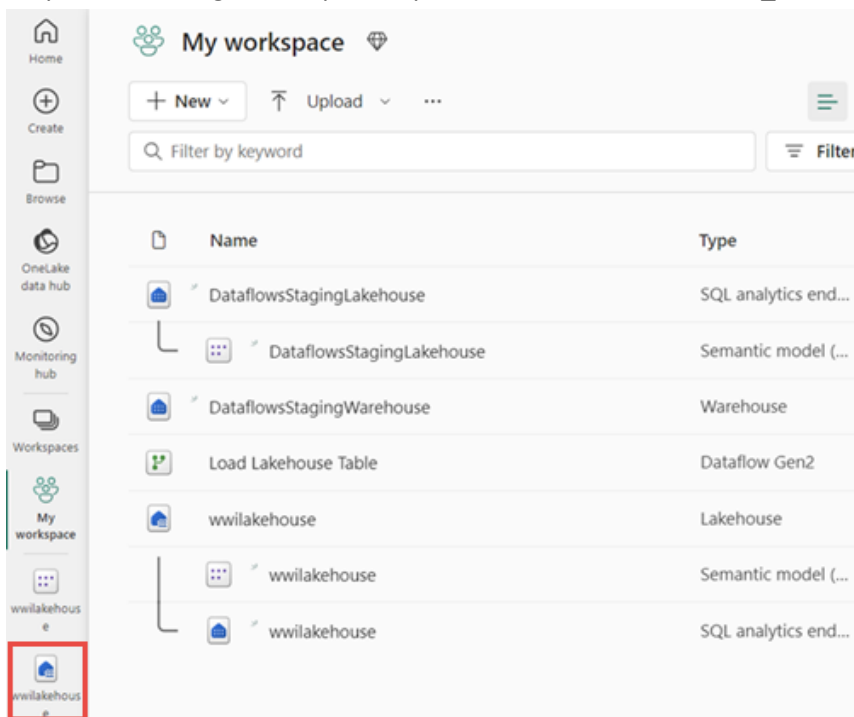 Home
My workspace
Create
+ New
Upload
...
Filter by keyword
Filter
Browse
OneLake
data hub
Monitoring
hub
Workspaces
My
workspace
wwilakehous
e
wwilakehous
e
Name Type
DataflowsStagingLakehouse SQL analytics end...
DataflowsStagingLakehouse Semantic model (...
DataflowsStagingWarehouse Warehouse
Load Lakehouse Table Dataflow Gen2
wwilakehouse Lakehouse
wwilakehouse Semantic model (...
wwilakehouse SQL analytics end...